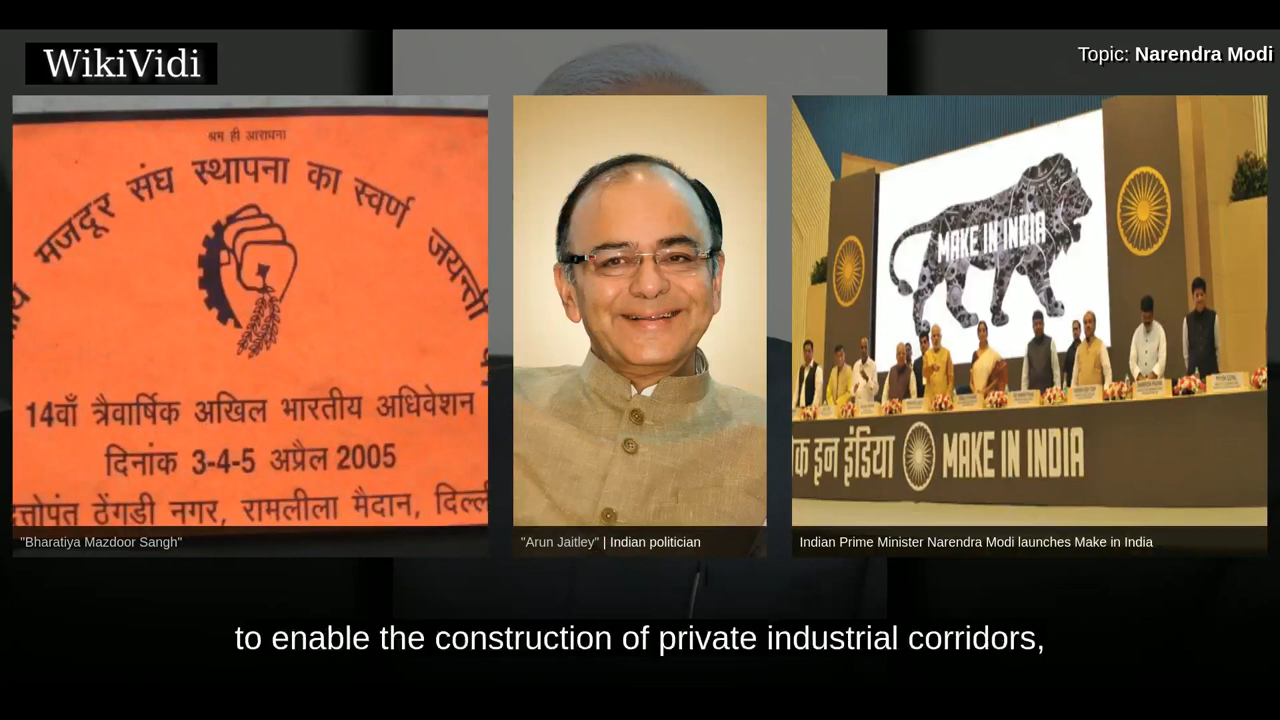 WikiVidi
Topic: Narendra Modi
श्रम ही आराधना
मजदूर संघ स्थापना का स्वर्ण जयन्ती
14वाँ त्रैवार्षिक अखिल भारतीय अधिवेशन
दिनांक 3-4-5 अप्रैल 2005
ठेंगडी नगर, रामलीला मैदान,
"Bharatiya Mazdoor Sangh"
"Arun Jaitley" | Indian politician
MAKE IN INDIA
इन इंडिया MAKE IN INDIA
Indian Prime Minister Narendra Modi launches Make in India
to enable the construction of private industrial corridors,